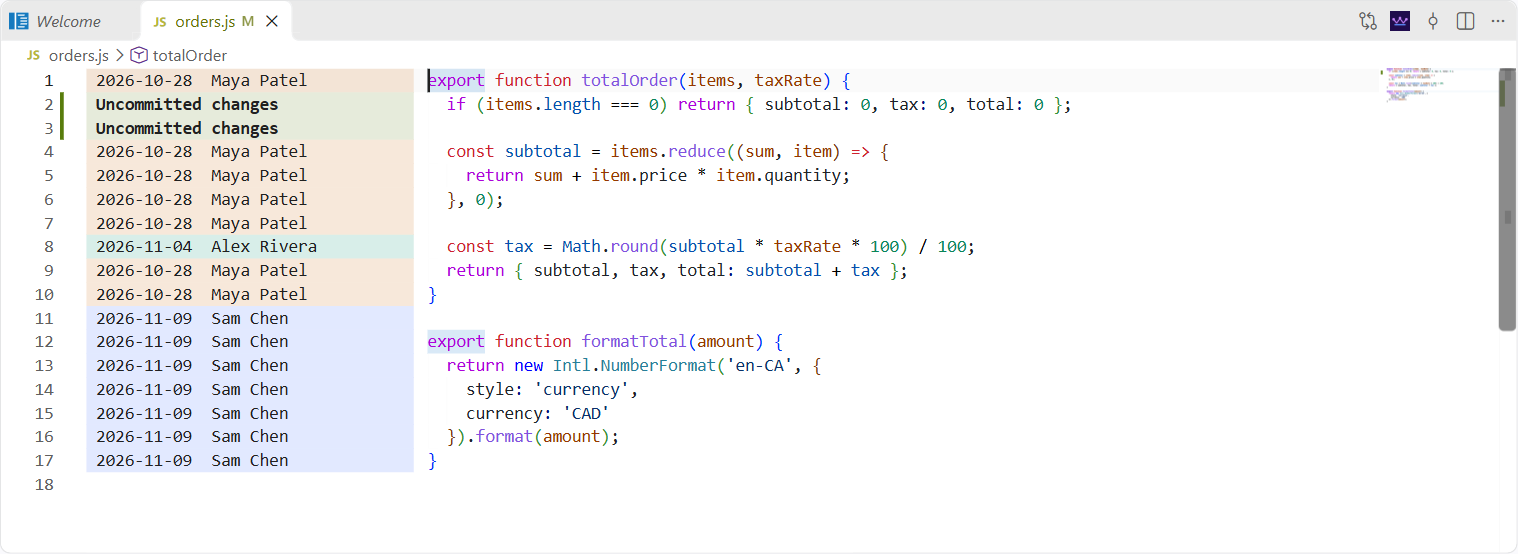 Welcome
JS orders.js M
JS orders.js > totalOrder
1 2026-10-28 Maya Patel export function totalOrder(items, taxRate) {
2 Uncommitted changes if (items.length === 0) return { subtotal: 0, tax: 0, total: 0 };
3 Uncommitted changes
4 2026-10-28 Maya Patel const subtotal = items.reduce((sum, item) => {
5 2026-10-28 Maya Patel return sum + item.price * item.quantity;
6 2026-10-28 Maya Patel }, 0);
7 2026-10-28 Maya Patel
8 2026-11-04 Alex Rivera const tax = Math.round(subtotal * taxRate * 100) / 100;
9 2026-10-28 Maya Patel return { subtotal, tax, total: subtotal + tax };
10 2026-10-28 Maya Patel }
11 2026-11-09 Sam Chen
12 2026-11-09 Sam Chen export function formatTotal(amount) {
13 2026-11-09 Sam Chen return new Intl.NumberFormat('en-CA', {
14 2026-11-09 Sam Chen style: 'currency',
15 2026-11-09 Sam Chen currency: 'CAD'
16 2026-11-09 Sam Chen }).format(amount);
17 2026-11-09 Sam Chen }
18